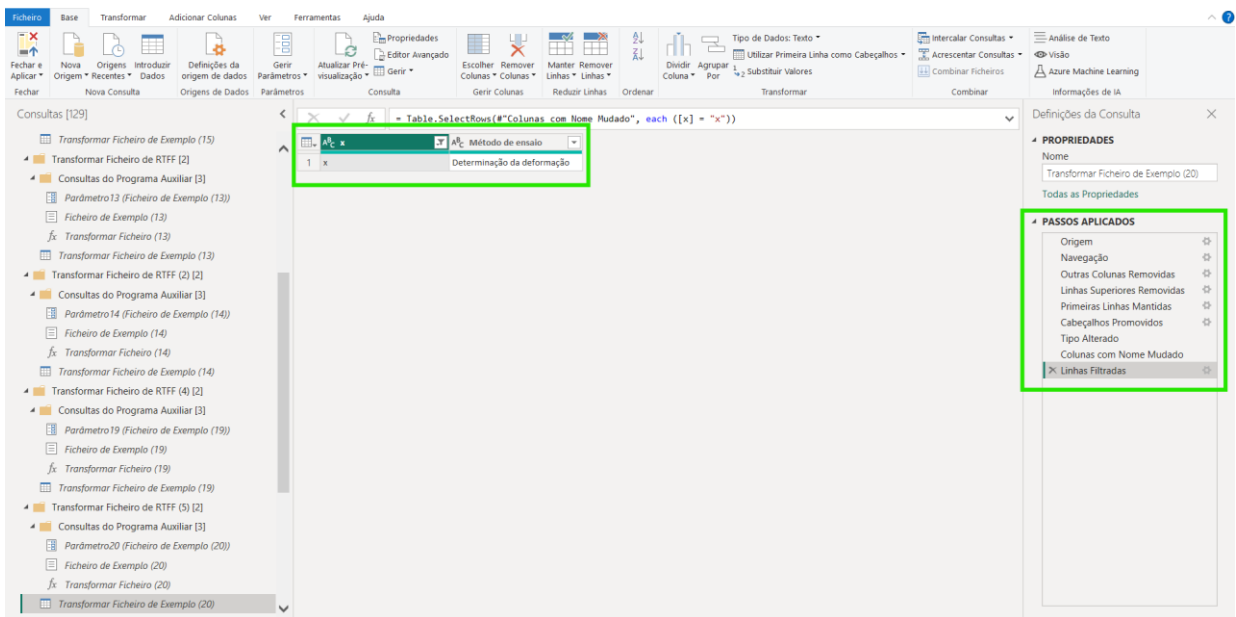 Ficheiro Base Transformar Adicionar Colunas Ver Ferramentas Ajuda
Fechar e Aplicar
Nova Origem
Origens Recentes
Introduzir Dados
Definições da origem de dados
Gerir Parâmetros
Atualizar Pré-visualização
Propriedades
Editor Avançado
Gerir
Escolher Colunas
Remover Colunas
Manter Linhas
Remover Linhas
Dividir Coluna
Agrupar Por
Tipo de Dados: Texto
Utilizar Primeira Linha como Cabeçalhos
Substituir Valores
Intercalar Consultas
Acrescentar Consultas
Combinar Ficheiros
Análise de Texto
Visão
Azure Machine Learning
Fechar Nova Consulta Origens de Dados Parâmetros Consulta Gerir Colunas Reduzir Linhas Ordenar Transformar Combinar Informações de IA
Consultas [129]
Transformar Ficheiro de Exemplo (15)
Transformar Ficheiro de RTFF [2]
Consultas do Programa Auxiliar [3]
Parâmetro13 (Ficheiro de Exemplo (13))
Ficheiro de Exemplo (13)
fx Transformar Ficheiro (13)
Transformar Ficheiro de Exemplo (13)
Transformar Ficheiro de RTFF (2) [2]
Consultas do Programa Auxiliar [3]
Parâmetro14 (Ficheiro de Exemplo (14))
Ficheiro de Exemplo (14)
fx Transformar Ficheiro (14)
Transformar Ficheiro de Exemplo (14)
Transformar Ficheiro de RTFF (4) [2]
Consultas do Programa Auxiliar [3]
Parâmetro19 (Ficheiro de Exemplo (19))
Ficheiro de Exemplo (19)
fx Transformar Ficheiro (19)
Transformar Ficheiro de Exemplo (19)
Transformar Ficheiro de RTFF (5) [2]
Consultas do Programa Auxiliar [3]
Parâmetro20 (Ficheiro de Exemplo (20))
Ficheiro de Exemplo (20)
fx Transformar Ficheiro (20)
Transformar Ficheiro de Exemplo (20)
fx = Table.SelectRows(#"Colunas com Nome Mudado", each ([x] = "x"))
ABC x ABC Método de ensaio
1 x Determinação da deformação
Definições da Consulta
PROPRIEDADES
Nome
Transformar Ficheiro de Exemplo (20)
Todas as Propriedades
PASSOS APLICADOS
Origem
Navegação
Outras Colunas Removidas
Linhas Superiores Removidas
Primeiras Linhas Mantidas
Cabeçalhos Promovidos
Tipo Alterado
Colunas com Nome Mudado
Linhas Filtradas